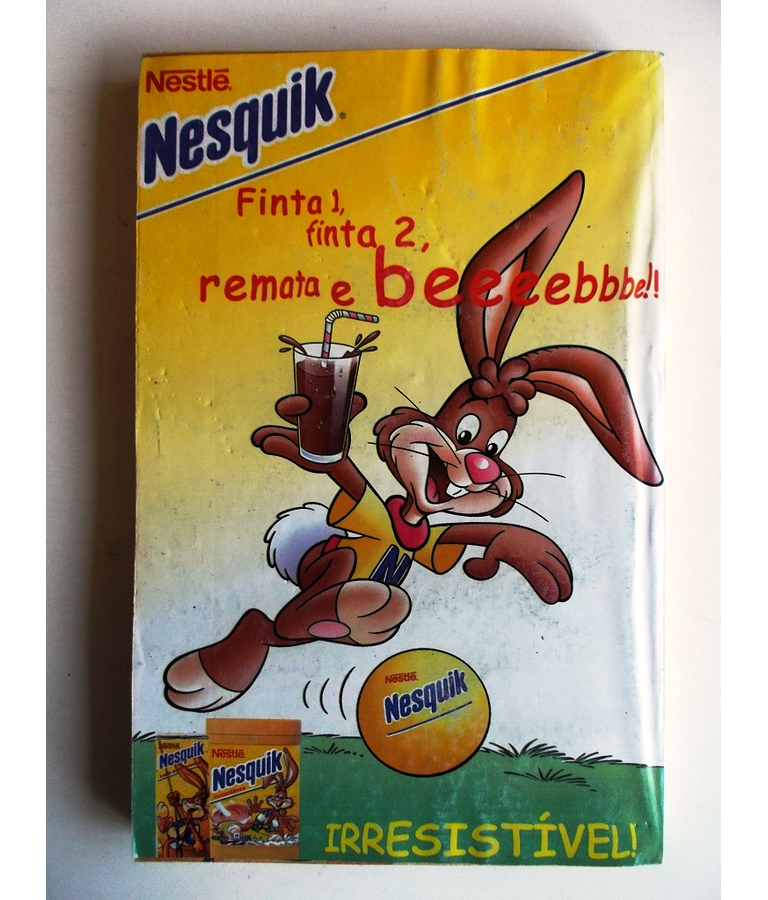 Nestlé®
Nesquik®
Finta 1,
finta 2,
remata e beeeebbbe!!
N
Nestlé
Nesquik
Nesquik
Nestlé
Nesquik
IRRESISTÍVEL!